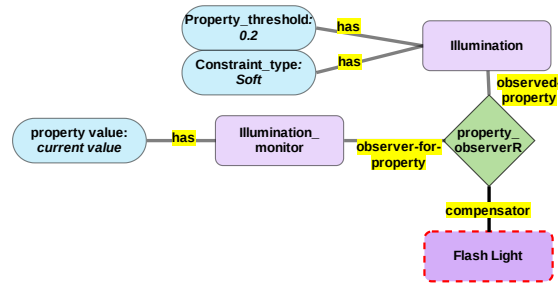 Property_threshold:
0.2
has
Illumination
Constraint_type:
Soft
has
observed-
property
property value:
current value
has
Illumination_
monitor
observer-for-
property
property_
observerR
compensator
Flash Light